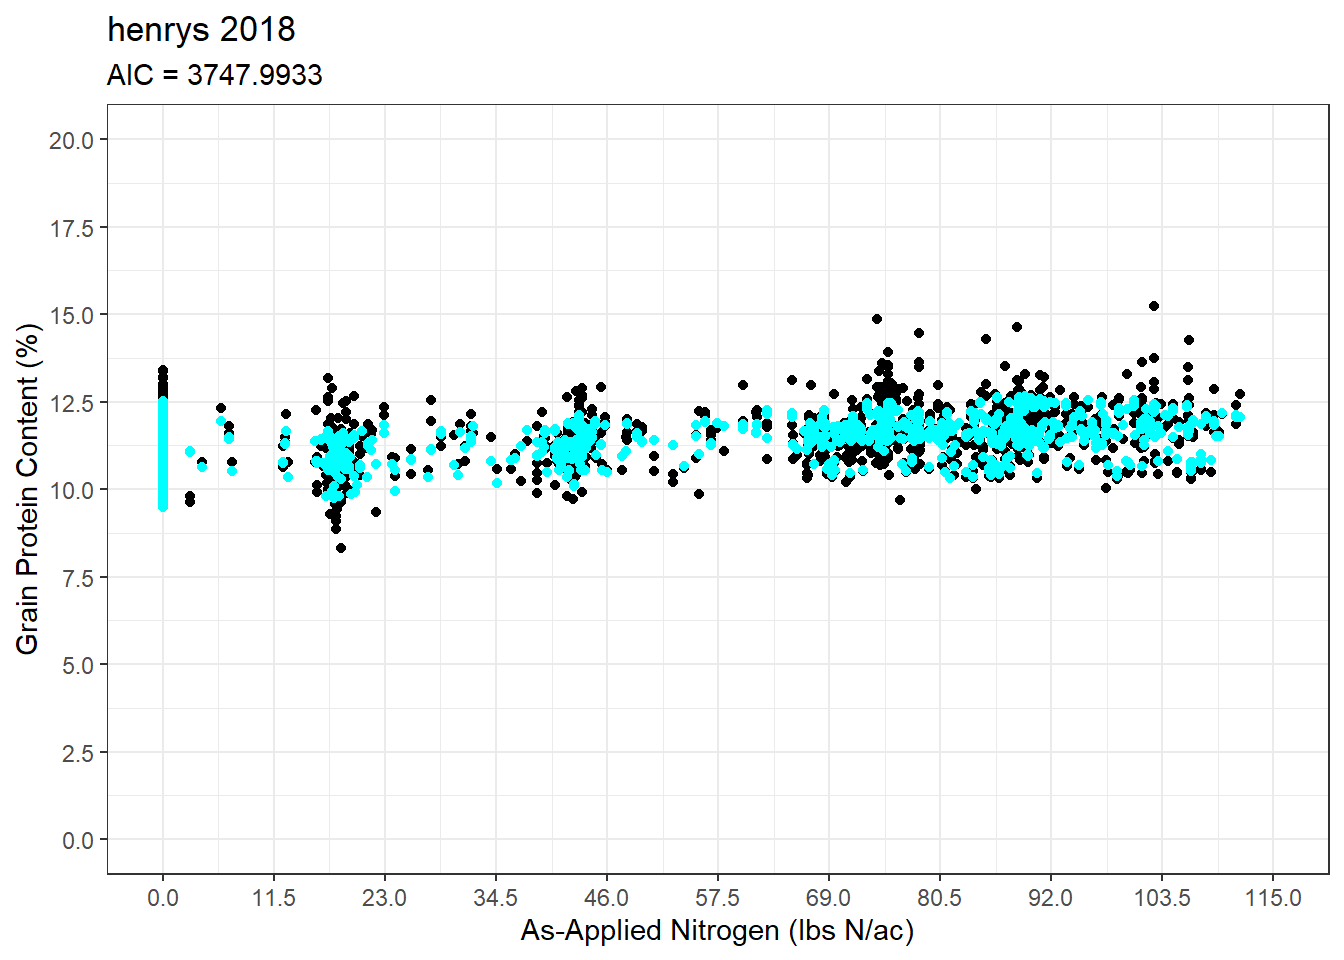 henrys 2018
AIC = 3747.9933
20.0
17.5
15.0
12.5
10.0
7.5
5.0
2.5
0.0
Grain Protein Content (%)
0.0 11.5 23.0 34.5 46.0 57.5 69.0 80.5 92.0 103.5 115.0
As-Applied Nitrogen (lbs N/ac)